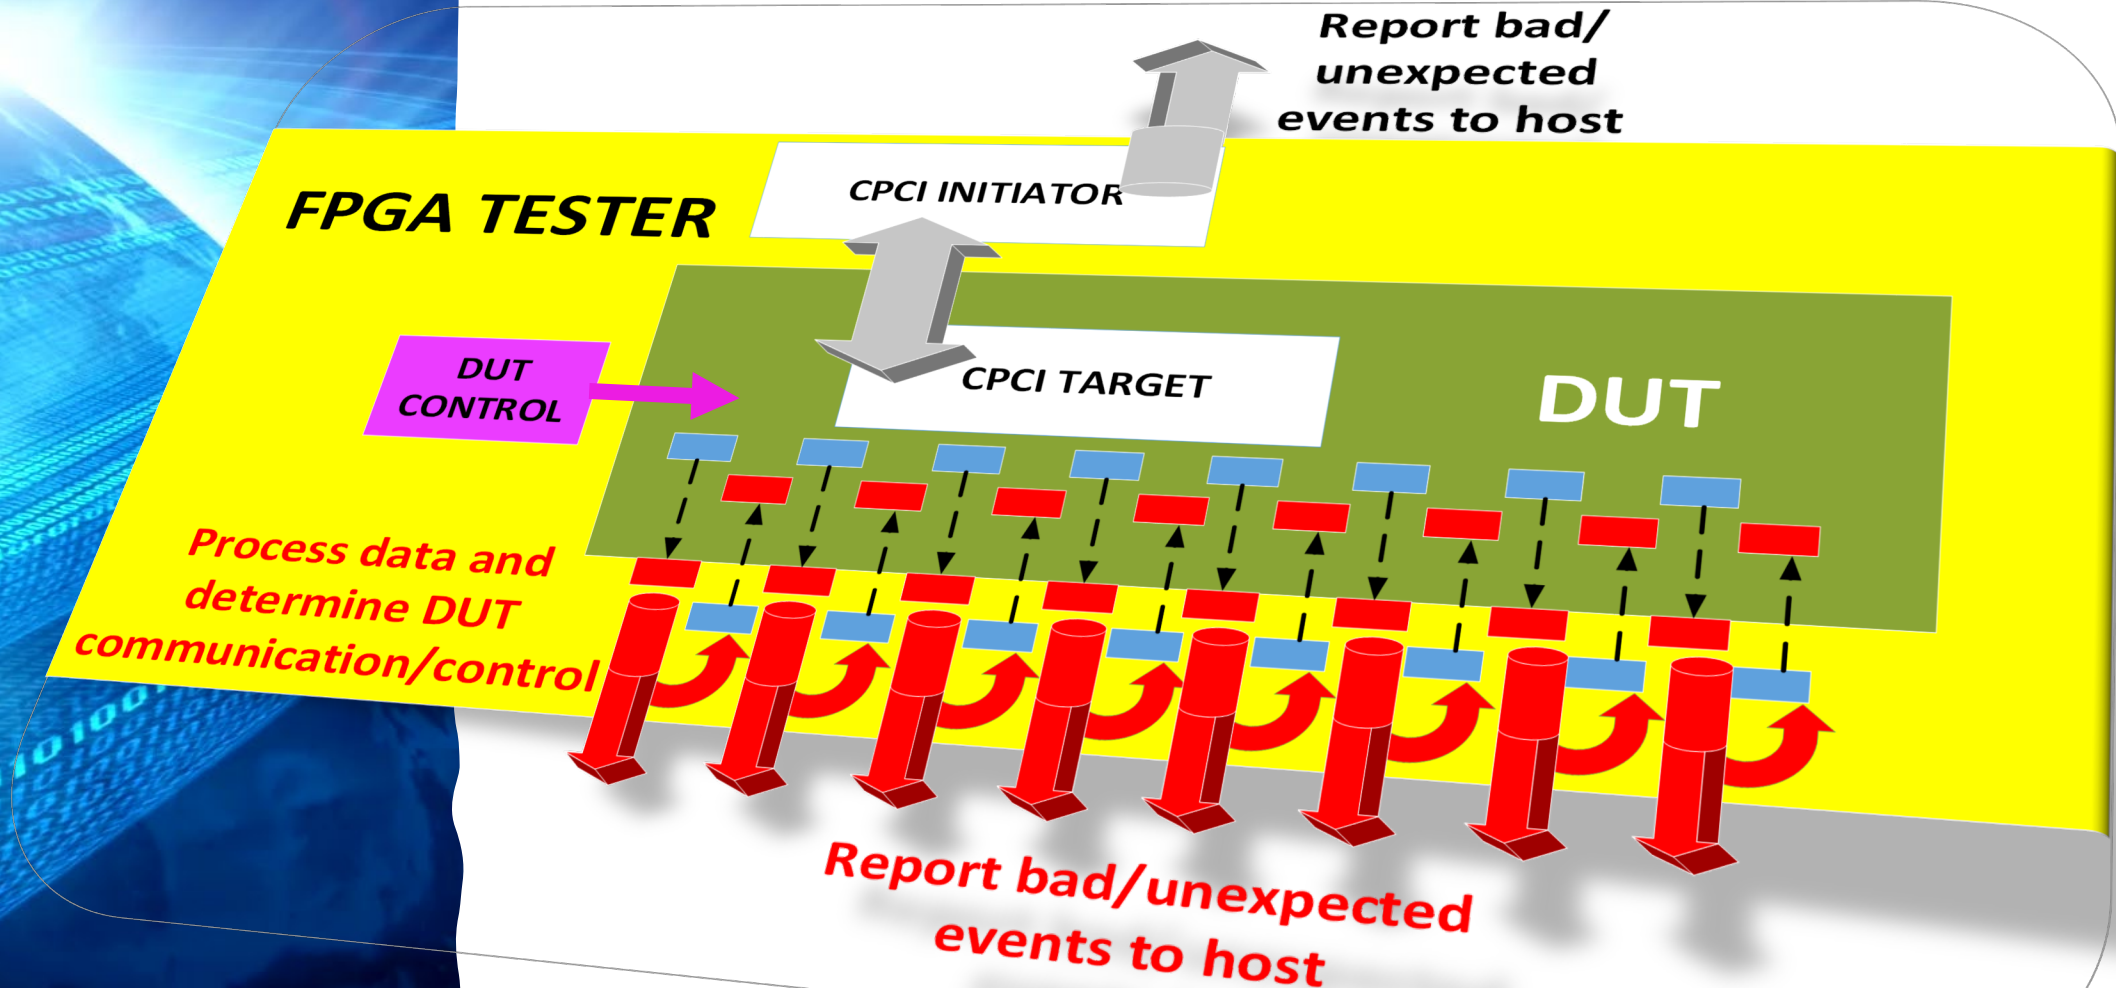 Report bad/
unexpected
events to host
CPCI INITIATOR
FPGA TESTER
DUT
CONTROL
CPCI TARGET
DUT
Process data and
determine DUT
communication/control
Report bad/unexpected
events to host